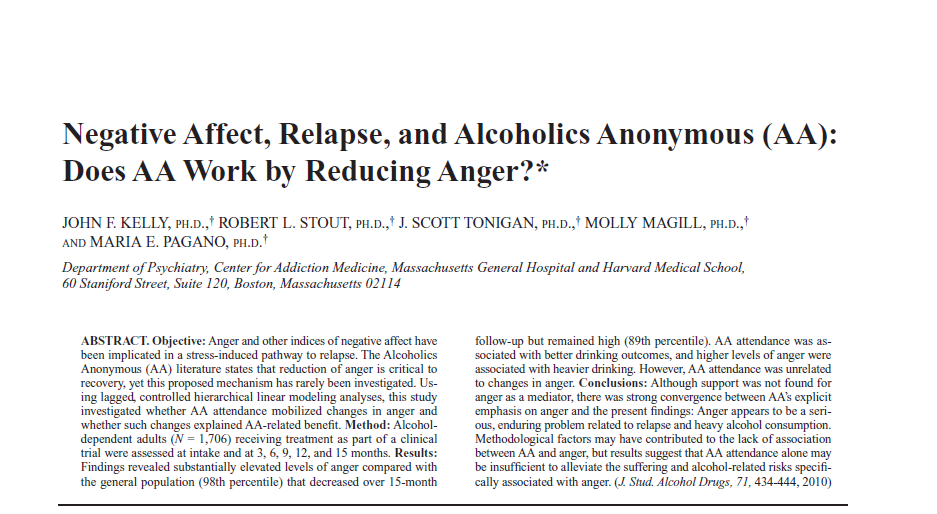 Negative Affect, Relapse, and Alcoholics Anonymous (AA):
Does AA Work by Reducing Anger?*
JOHN F. KELLY, PH.D.,† ROBERT L. STOUT, PH.D.,† J. SCOTT TONIGAN, PH.D.,† MOLLY MAGILL, PH.D.,†
AND MARIA E. PAGANO, PH.D.†
Department of Psychiatry, Center for Addiction Medicine, Massachusetts General Hospital and Harvard Medical School,
60 Staniford Street, Suite 120, Boston, Massachusetts 02114
ABSTRACT. Objective: Anger and other indices of negative affect have
been implicated in a stress-induced pathway to relapse. The Alcoholics
Anonymous (AA) literature states that reduction of anger is critical to
recovery, yet this proposed mechanism has rarely been investigated. Us-
ing lagged, controlled hierarchical linear modeling analyses, this study
investigated whether AA attendance mobilized changes in anger and
whether such changes explained AA-related benefit. Method: Alcohol-
dependent adults (N = 1,706) receiving treatment as part of a clinical
trial were assessed at intake and at 3, 6, 9, 12, and 15 months. Results:
Findings revealed substantially elevated levels of anger compared with
the general population (98th percentile) that decreased over 15-month
follow-up but remained high (89th percentile). AA attendance was as-
sociated with better drinking outcomes, and higher levels of anger were
associated with heavier drinking. However, AA attendance was unrelated
to changes in anger. Conclusions: Although support was not found for
anger as a mediator, there was strong convergence between AA's explicit
emphasis on anger and the present findings: Anger appears to be a seri-
ous, enduring problem related to relapse and heavy alcohol consumption.
Methodological factors may have contributed to the lack of association
between AA and anger, but results suggest that AA attendance alone may
be insufficient to alleviate the suffering and alcohol-related risks specifi-
cally associated with anger. (J. Stud. Alcohol Drugs, 71, 434-444, 2010)